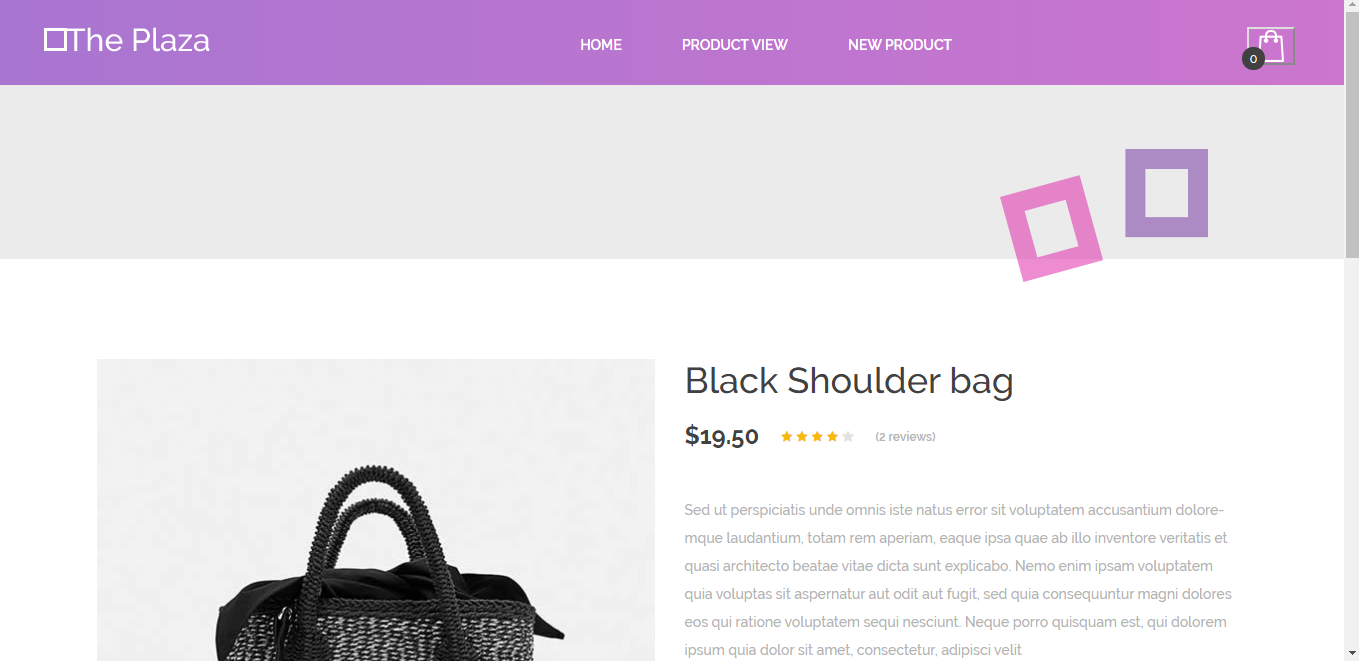 The Plaza
HOME
PRODUCT VIEW
NEW PRODUCT
0
Black Shoulder bag
$19.50
(2 reviews)
Sed ut perspiciatis unde omnis iste natus error sit voluptatem accusantium dolore-
mque laudantium, totam rem aperiam, eaque ipsa quae ab illo inventore veritatis et
quasi architecto beatae vitae dicta sunt explicabo. Nemo enim ipsam voluptatem
quia voluptas sit aspernatur aut odit aut fugit, sed quia consequuntur magni dolores
eos qui ratione voluptatem sequi nesciunt. Neque porro quisquam est, qui dolorem
ipsum quia dolor sit amet, consectetur, adipisci velit